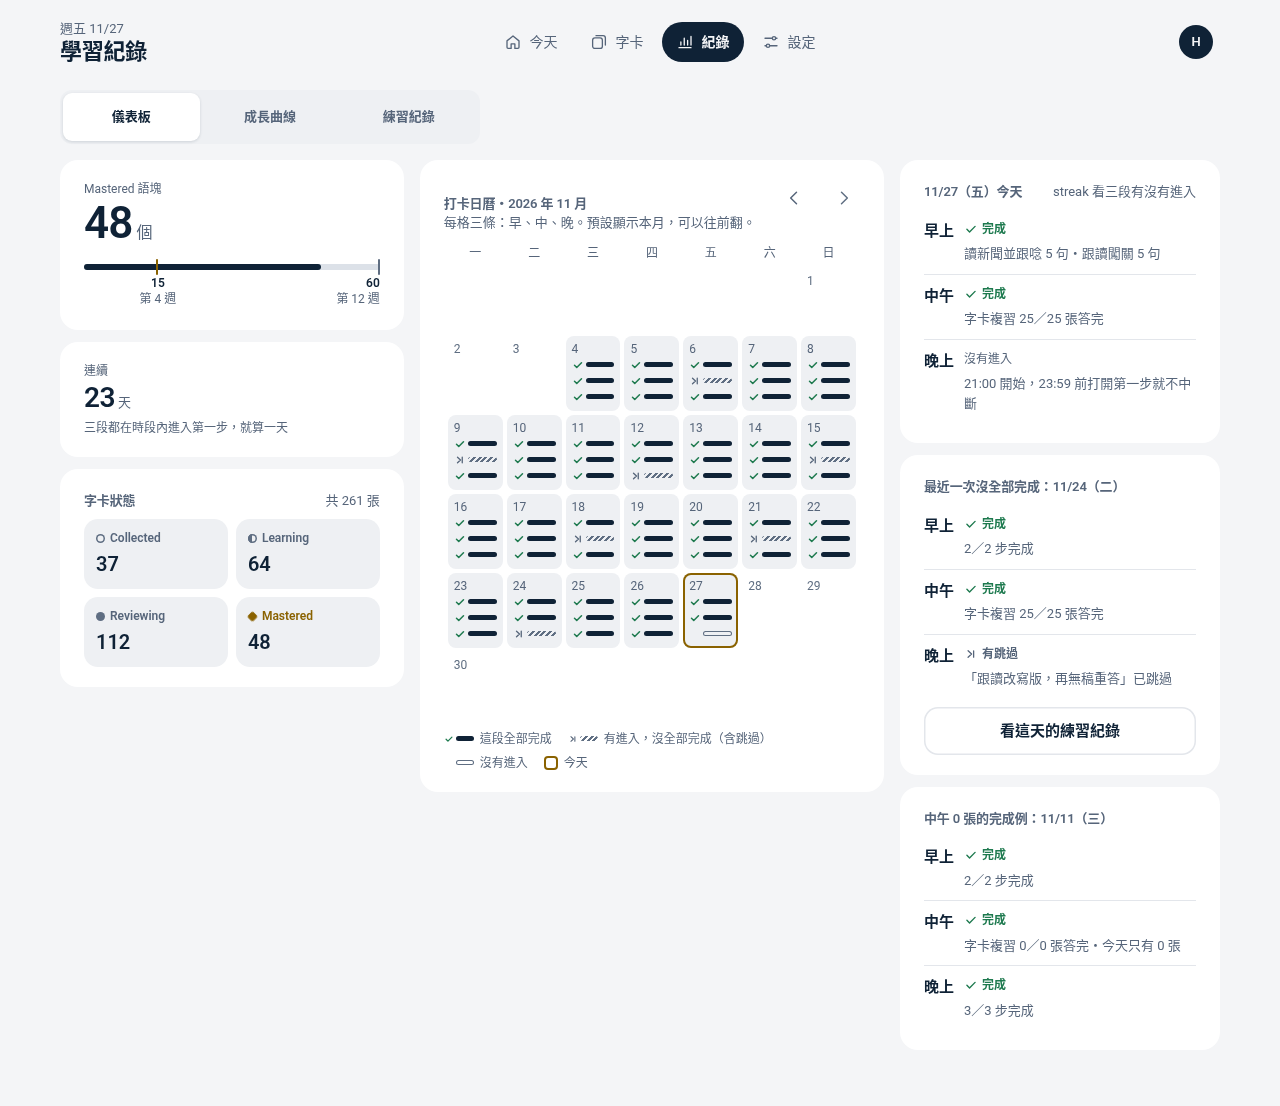 週五 11/27
學習紀錄
今天
字卡
紀錄
設定
H
儀表板
成長曲線
練習紀錄
Mastered 語塊
48 個
15
第 4 週
60
第 12 週
連續
23 天
三段都在時段內進入第一步，就算一天
字卡狀態
共 261 張
Collected
37
Learning
64
Reviewing
112
Mastered
48
打卡日曆・2026 年 11 月
每格三條：早、中、晚。預設顯示本月，可以往前翻。
一 二 三 四 五 六 日
1
2 3 4 5 6 7 8
9 10 11 12 13 14 15
16 17 18 19 20 21 22
23 24 25 26 27 28 29
30
這段全部完成
有進入，沒全部完成（含跳過）
沒有進入
今天
11/27（五）今天
streak 看三段有沒有進入
早上
完成
讀新聞並跟唸 5 句・跟讀闖關 5 句
中午
完成
字卡複習 25／25 張答完
晚上
沒有進入
21:00 開始，23:59 前打開第一步就不中
斷
最近一次沒全部完成：11/24（二）
早上
完成
2／2 步完成
中午
完成
字卡複習 25／25 張答完
晚上
有跳過
「跟讀改寫版，再無稿重答」已跳過
看這天的練習紀錄
中午 0 張的完成例：11/11（三）
早上
完成
2／2 步完成
中午
完成
字卡複習 0／0 張答完・今天只有 0 張
晚上
完成
3／3 步完成